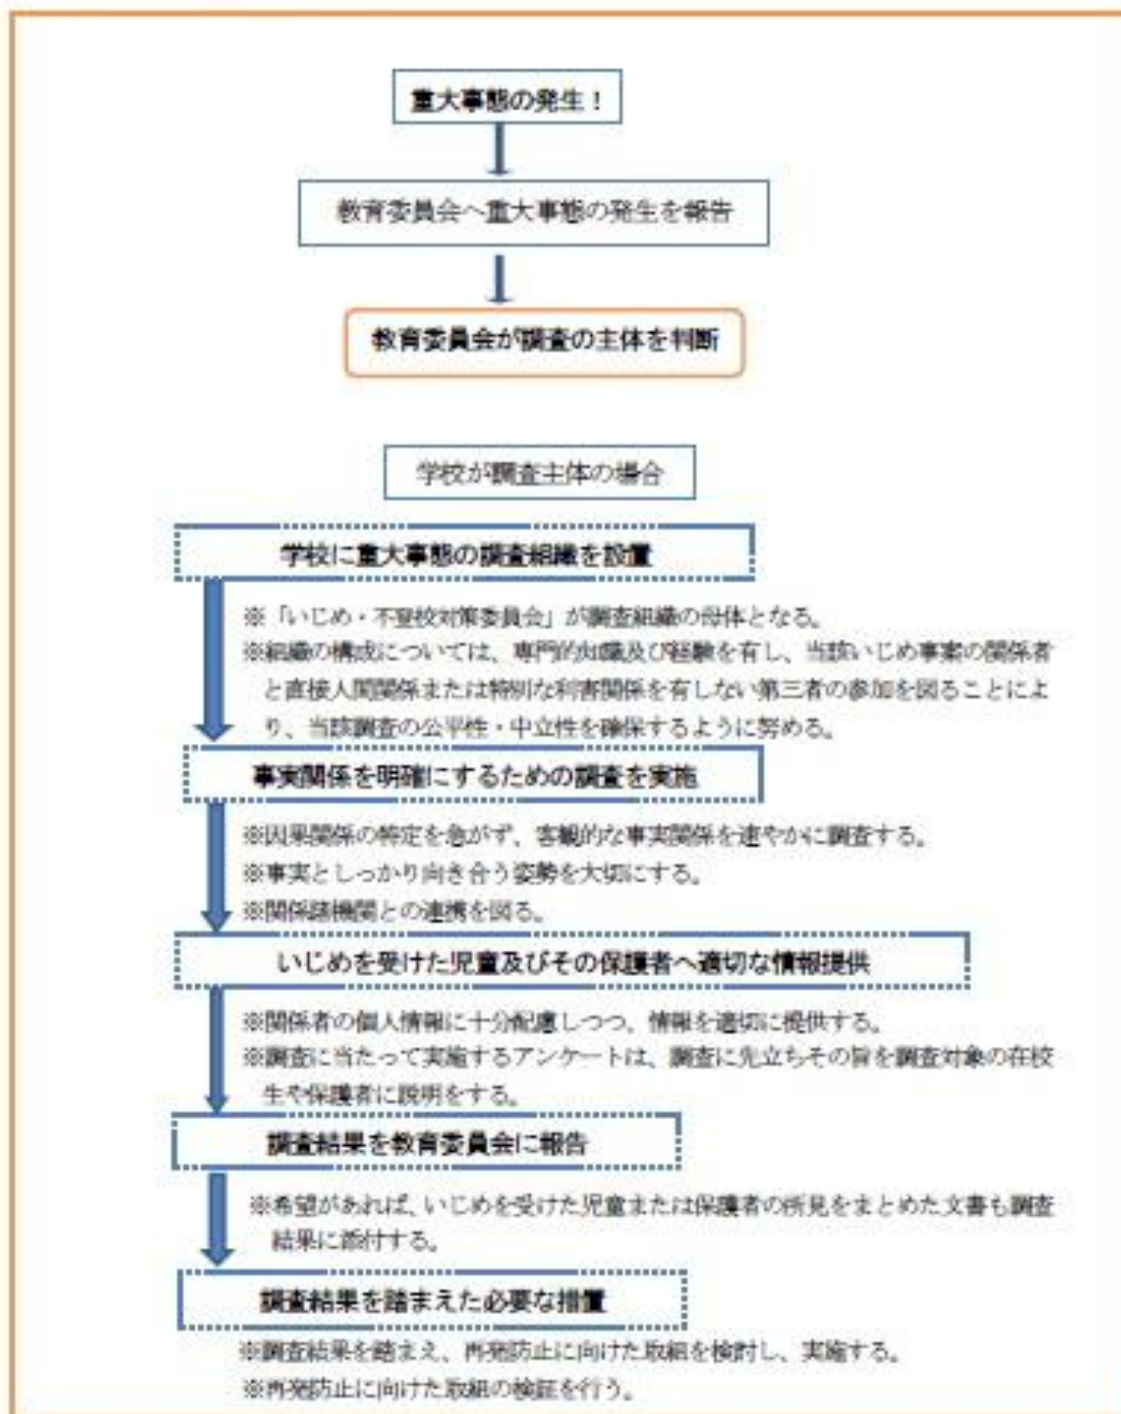 重大事態の発生！
教育委員会へ重大事態の発生を報告
教育委員会が調査の主体を判断
学校が調査主体の場合
学校に重大事態の調査組織を設置
※「いじめ・不登校対策委員会」が調査組織の母体となる。
※組織の構成については、専門的知識及び経験を有し、当該いじめ事案の関係者
と直接人間関係または特別な利害関係を有しない第三者の参加を図ることによ
り、当該調査の公平性・中立性を確保するように努める。
事実関係を明確にするための調査を実施
※因果関係の特定を急がず、客観的な事実関係を速やかに調査する。
※事実としっかり向き合う姿勢を大切にする。
※関係諸機関との連携を図る。
いじめを受けた児童及びその保護者へ適切な情報提供
※関係者の個人情報に十分配慮しつつ、情報を適切に提供する。
※調査に当たって実施するアンケートは、調査に先立ちその旨を調査対象の在校
生や保護者に説明をする。
調査結果を教育委員会に報告
※希望があれば、いじめを受けた児童または保護者の所見をまとめた文書も調査
結果に添付する。
調査結果を踏まえた必要な措置
※調査結果を踏まえ、再発防止に向けた取組を検討し、実施する。
※再発防止に向けた取組の検証を行う。